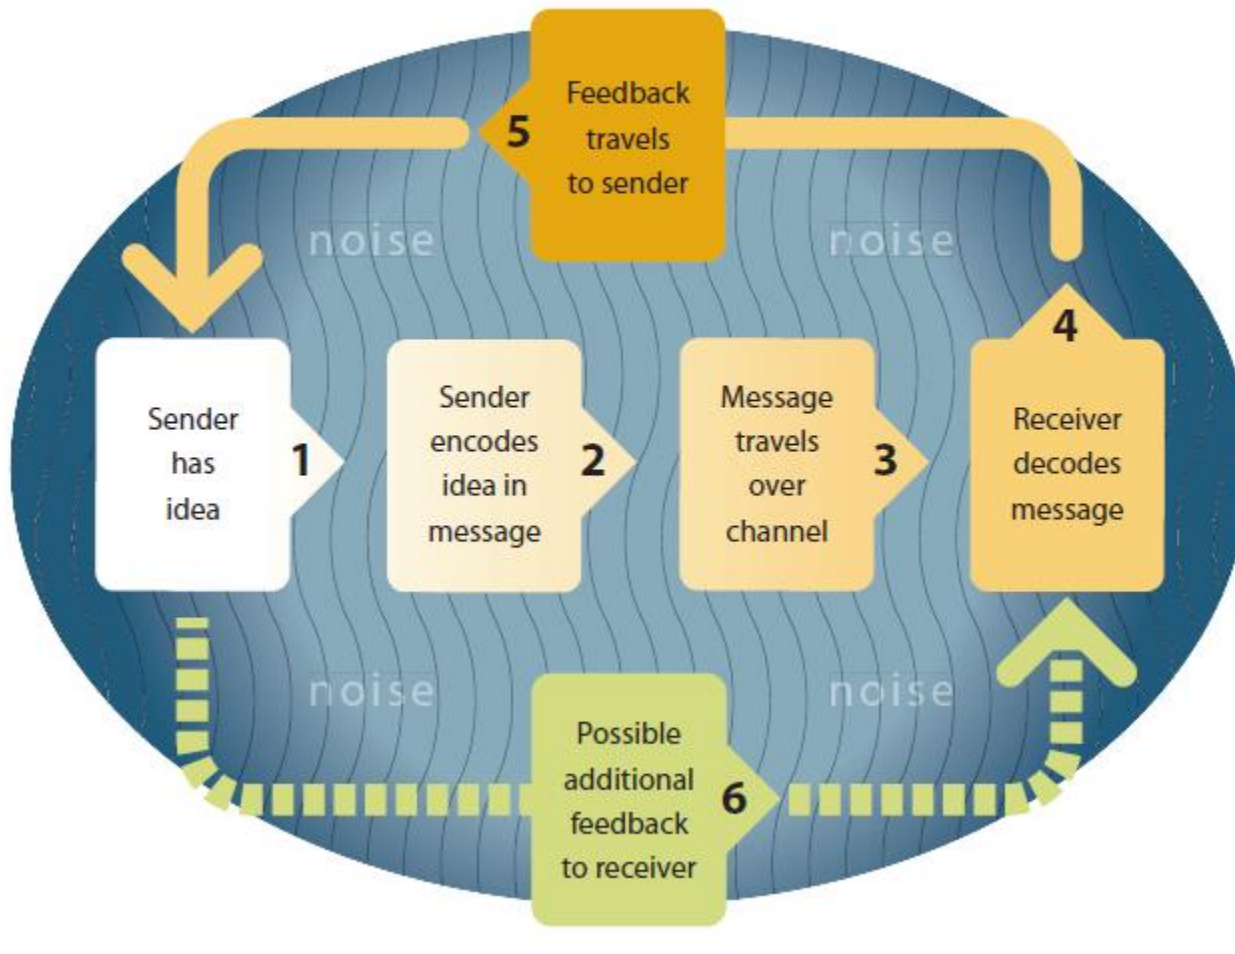 Feedback
travels
to sender
5
noise
noise
Sender
has
idea
1
Sender
encodes
idea in
message
2
Message
travels
over
channel
3
Receiver
decodes
message
4
noise
noise
Possible
additional
feedback
to receiver
6